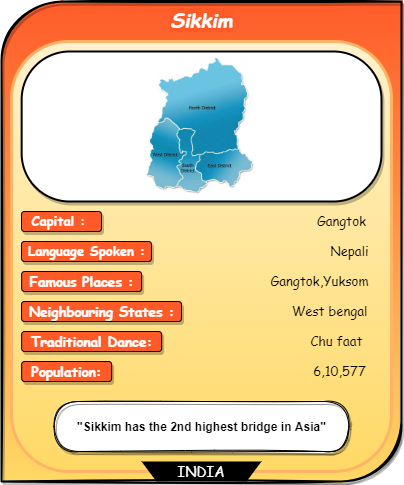 Sikkim
North District
West District
South
District
East District
Capital : Gangtok
Language Spoken : Nepali
Famous Places : Gangtok,Yuksom
Neighbouring States : West bengal
Traditional Dance: Chu faat
Population: 6,10,577
"Sikkim has the 2nd highest bridge in Asia"
INDIA